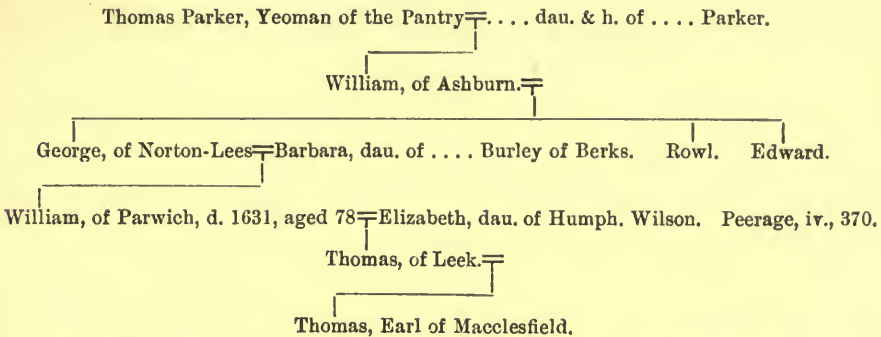 Thomas Parker, Yeoman of the Pantry=.... dau. & h. of .... Parker.
William, of Ashburn.=
George, of Norton-Lees=Barbara, dau. of .... Burley of Berks. Rowl. Edward.
William, of Parwich, d. 1631, aged 78=Elizabeth, dau. of Humph. Wilson. Peerage, iv., 370.
Thomas, of Leek.=
Thomas, Earl of Macclesfield.